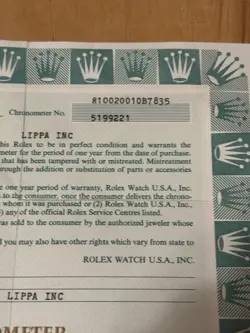 R10020010B7835
Chronometer No.
5199221
LIPPA INC
this Rolex to be in perfect condition and warrants the
meter for the period of one year from the date of purchase.
that has been tampered with or mistreated. Mistreatment
through the addition or substitution of parts or accessories
one year period of warranty, Rolex Watch U.S.A., Inc.
to the consumer, once the consumer delivers the chrono-
whom it was purchased or (2) Rolex Watch U.S.A., Inc.,
) any of the official Rolex Service Centres listed.
was sold to the consumer by the authorized jeweler whose
d you may also have other rights which vary from state to
ROLEX WATCH U.S.A., INC.
LIPPA INC
OMETER